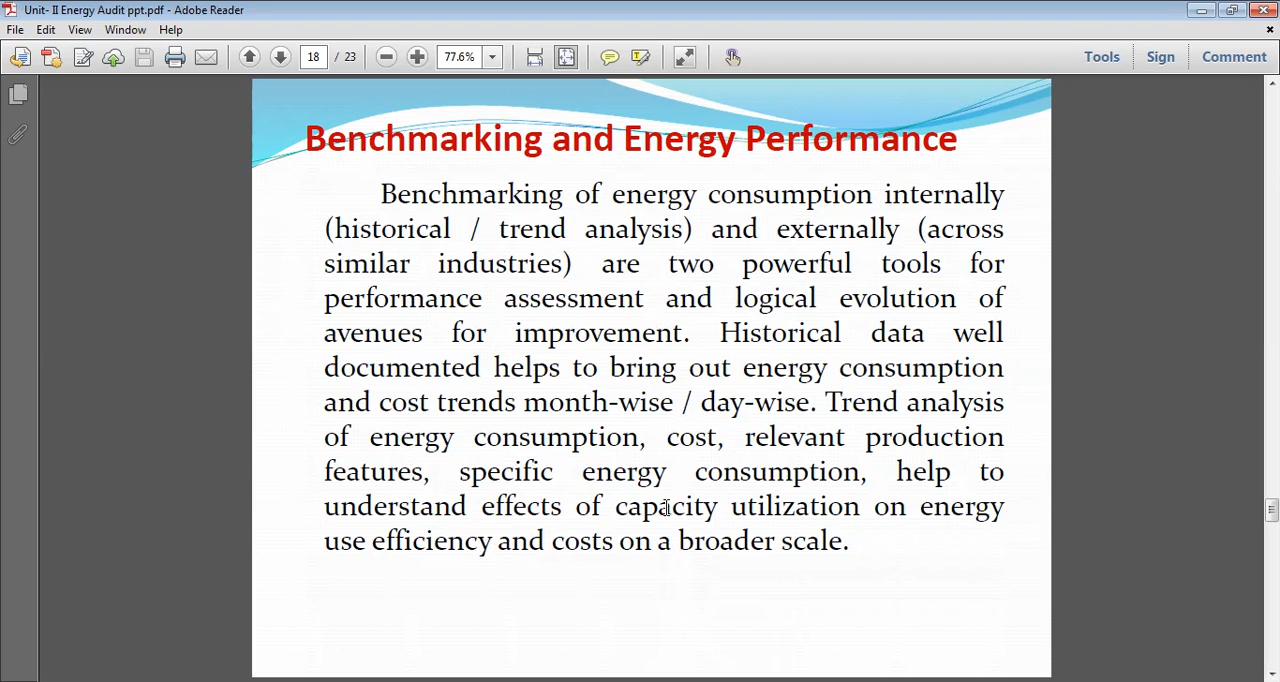 Unit- II Energy Audit ppt.pdf - Adobe Reader
File Edit View Window Help
18 / 23 77.6% Tools Sign Comment
Benchmarking and Energy Performance
Benchmarking of energy consumption internally
(historical / trend analysis) and externally (across
similar industries) are two powerful tools for
performance assessment and logical evolution of
avenues for improvement. Historical data well
documented helps to bring out energy consumption
and cost trends month-wise / day-wise. Trend analysis
of energy consumption, cost, relevant production
features, specific energy consumption, help to
understand effects of capacity utilization on energy
use efficiency and costs on a broader scale.